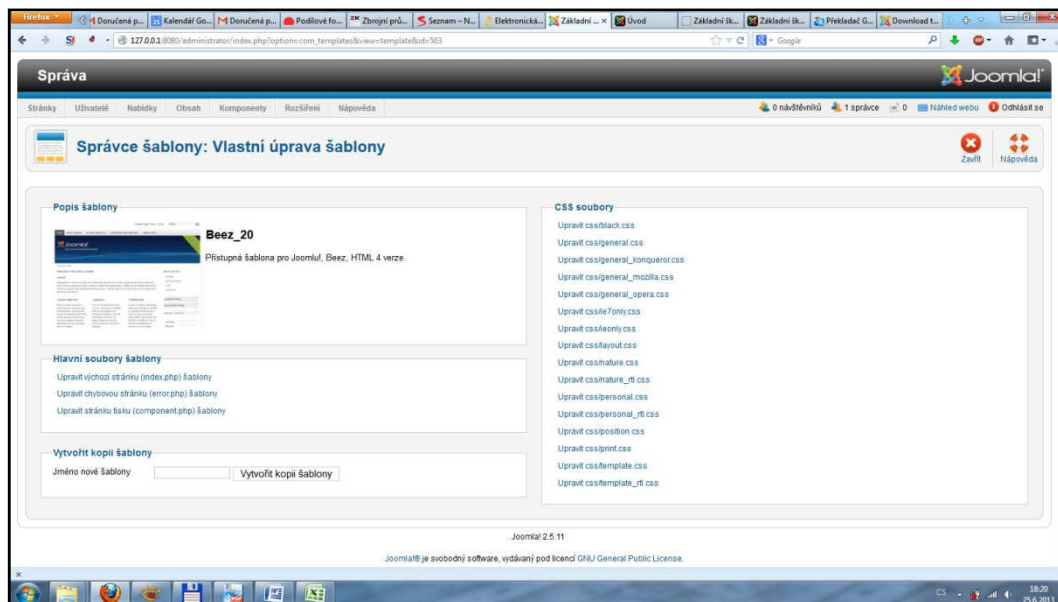 Firefox
Doručená p...
Kalendář Go...
Doručená p...
Podílové fo...
Zbrojní prů...
Seznam – N...
Elektronická...
Základní ...
Úvod
Základní šk...
Základní šk...
Překladač G...
Download t...
127.0.0.1:8080/administrator/index.php?option=com_templates&view=template&id=503
Google
Správa
Joomla!
Stránky Uživatelé Nabídky Obsah Komponenty Rozšíření Nápověda
0 návštěvníků 1 správce 0 Náhled webu Odhlásit se
Správce šablony: Vlastní úprava šablony
Zavřít
Nápověda
Popis šablony
Beez_20
Přístupná šablona pro Joomlu!, Beez, HTML 4 verze.
Hlavní soubory šablony
Upravit výchozí stránku (index.php) šablony
Upravit chybovou stránku (error.php) šablony
Upravit stránku tisku (component.php) šablony
Vytvořit kopii šablony
Jméno nové šablony
Vytvořit kopii šablony
CSS soubory
Upravit css/black.css
Upravit css/general.css
Upravit css/general_konqueror.css
Upravit css/general_mozilla.css
Upravit css/general_opera.css
Upravit css/ie7only.css
Upravit css/ieonly.css
Upravit css/layout.css
Upravit css/nature.css
Upravit css/nature_rtl.css
Upravit css/personal.css
Upravit css/personal_rtl.css
Upravit css/position.css
Upravit css/print.css
Upravit css/template.css
Upravit css/template_rtl.css
Joomla! 2.5.11
Joomla!® je svobodný software, vydávaný pod licencí GNU General Public License.
CS
18:20
25.6.2013